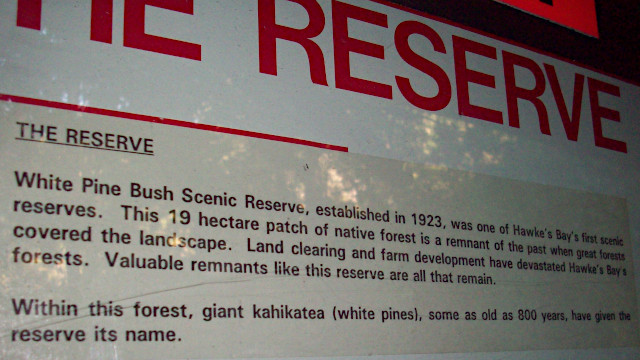 THE RESERVE
THE RESERVE
White Pine Bush Scenic Reserve, established in 1923, was one of Hawke's Bay's first scenic
reserves. This 19 hectare patch of native forest is a remnant of the past when great forests
covered the landscape. Land clearing and farm development have devastated Hawke's Bay's
forests. Valuable remnants like this reserve are all that remain.
Within this forest, giant kahikatea (white pines), some as old as 800 years, have given the
reserve its name.